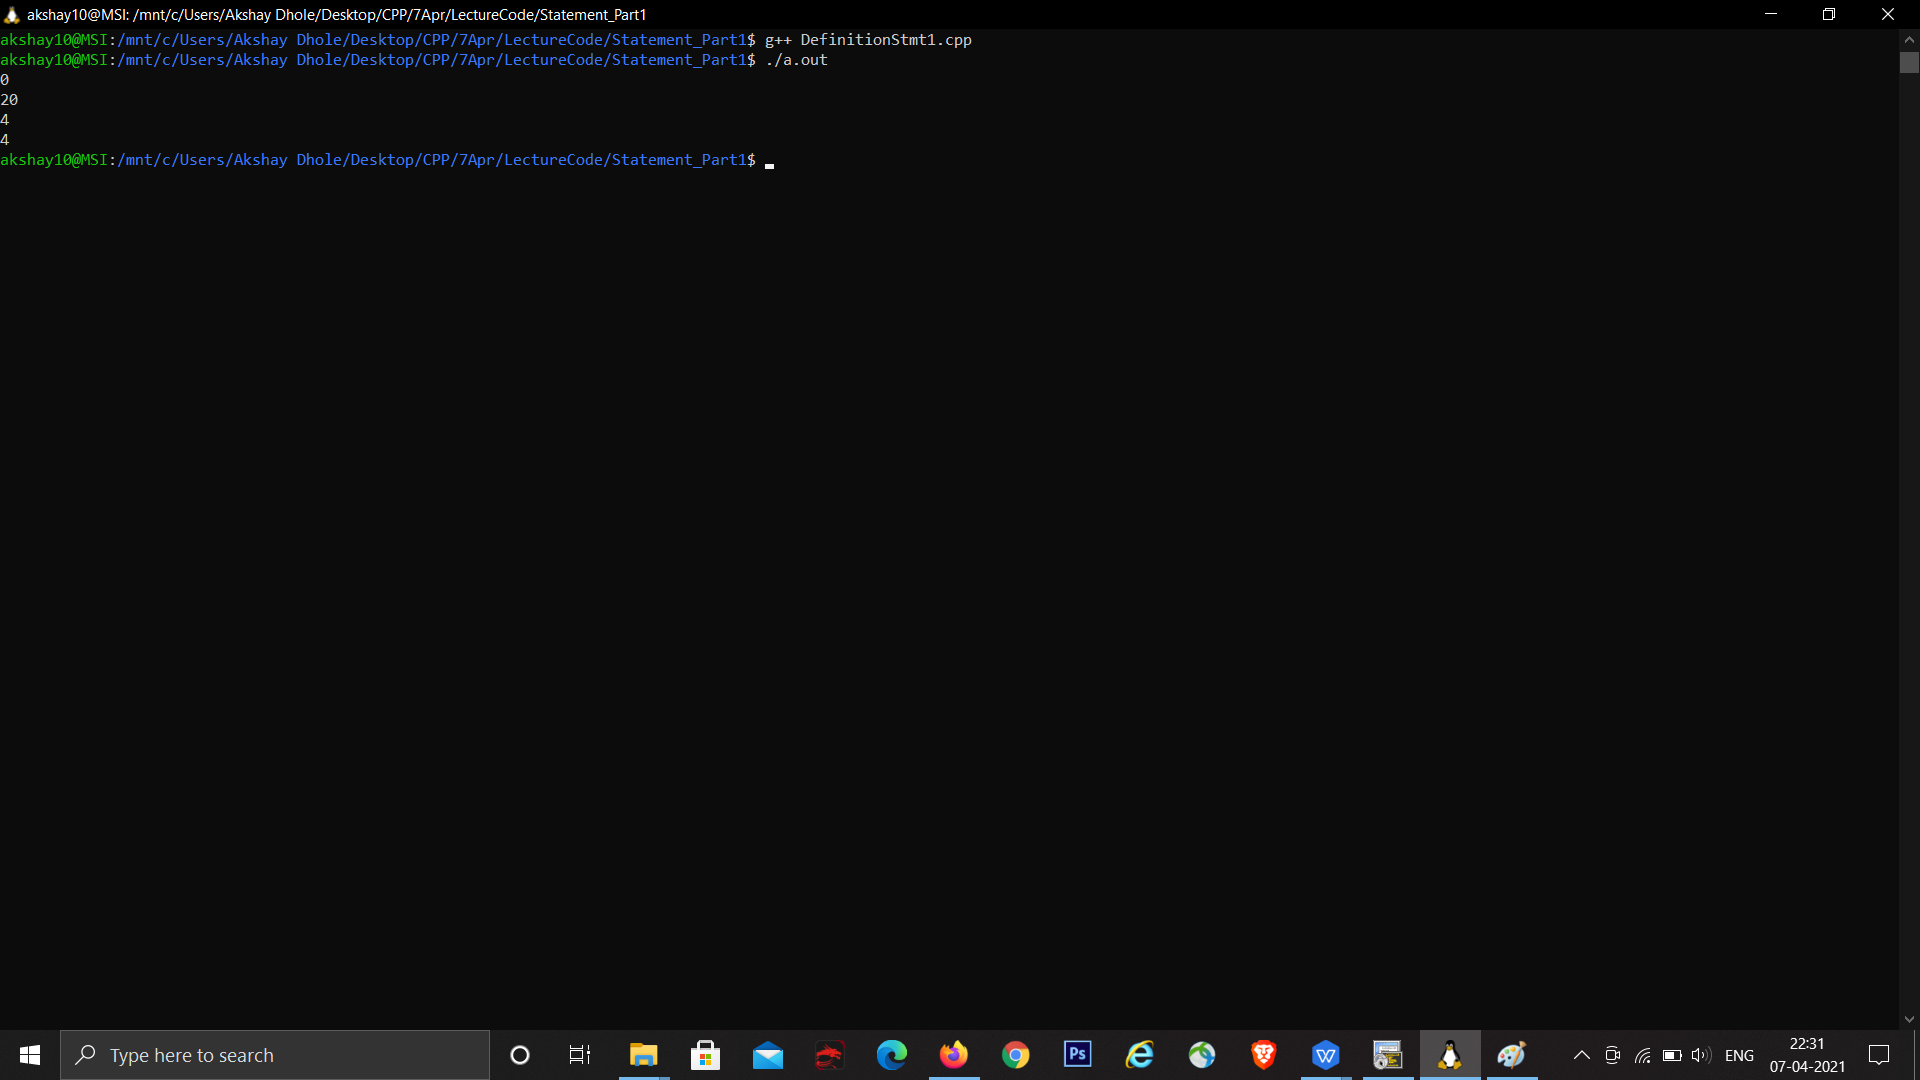 akshay10@MSI: /mnt/c/Users/Akshay Dhole/Desktop/CPP/7Apr/LectureCode/Statement_Part1
akshay10@MSI:/mnt/c/Users/Akshay Dhole/Desktop/CPP/7Apr/LectureCode/Statement_Part1$ g++ DefinitionStmt1.cpp
akshay10@MSI:/mnt/c/Users/Akshay Dhole/Desktop/CPP/7Apr/LectureCode/Statement_Part1$ ./a.out
0
20
4
4
akshay10@MSI:/mnt/c/Users/Akshay Dhole/Desktop/CPP/7Apr/LectureCode/Statement_Part1$
Type here to search
Ps
W
ENG
22:31
07-04-2021